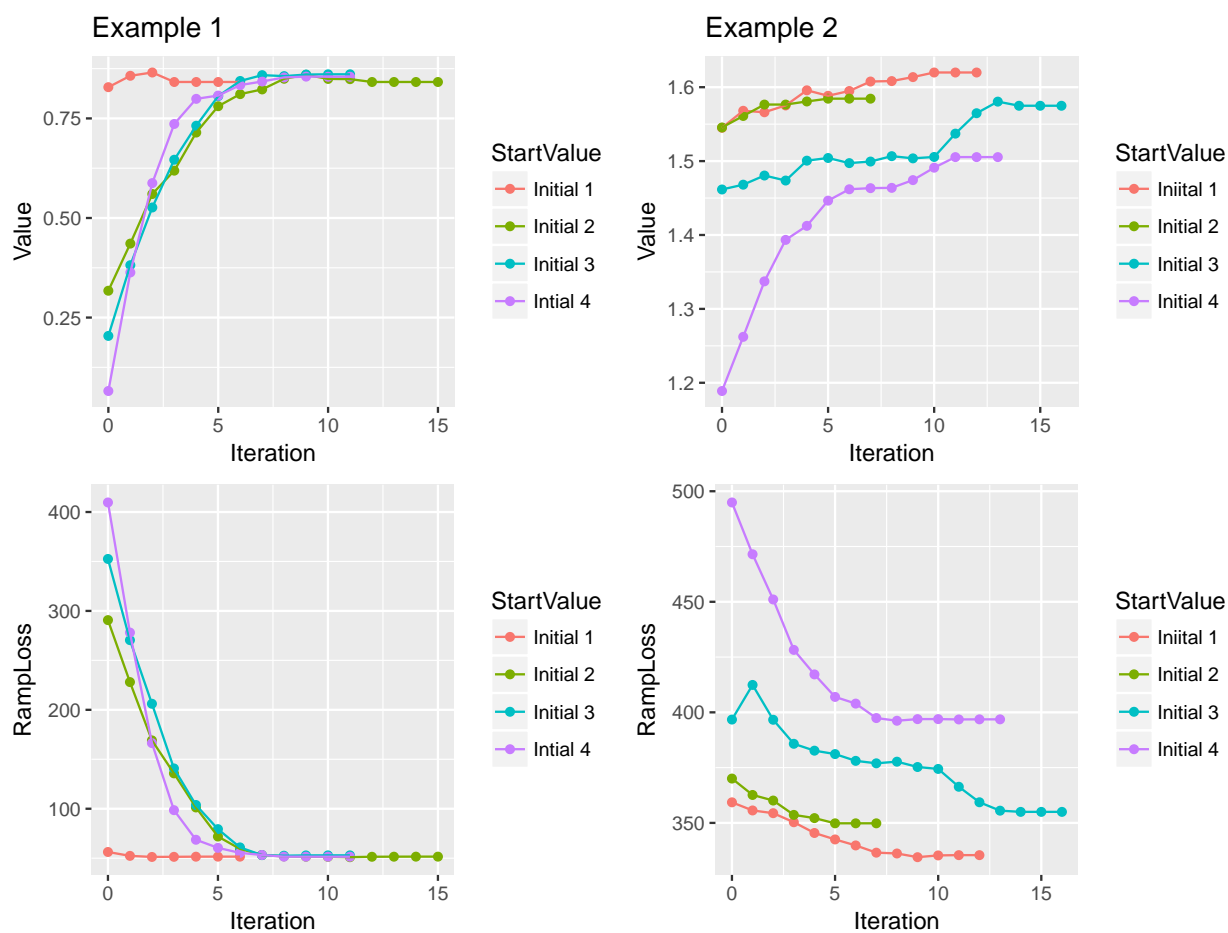 Example 1
0.75
0.50
0.25
Value
0 5 10 15
Iteration
StartValue
Initial 1
Initial 2
Initial 3
Intial 4
Example 2
1.6
1.5
1.4
1.3
1.2
Value
0 5 10 15
Iteration
StartValue
Iniital 1
Initial 2
Initial 3
Intial 4
400
300
200
100
RampLoss
0 5 10 15
Iteration
StartValue
Initial 1
Initial 2
Initial 3
Intial 4
500
450
400
350
RampLoss
0 5 10 15
Iteration
StartValue
Iniital 1
Initial 2
Initial 3
Intial 4